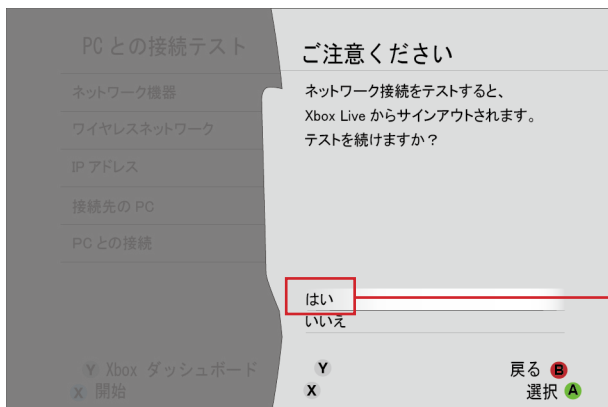 PC との接続テスト
ネットワーク機器
ワイヤレスネットワーク
IP アドレス
接続先の PC
PC との接続
Y Xbox ダッシュボード
X 開始
ご注意ください
ネットワーク接続をテストすると、
Xbox Live からサインアウトされます。
テストを続けますか？
はい
いいえ
Y
戻る B
X
選択 A